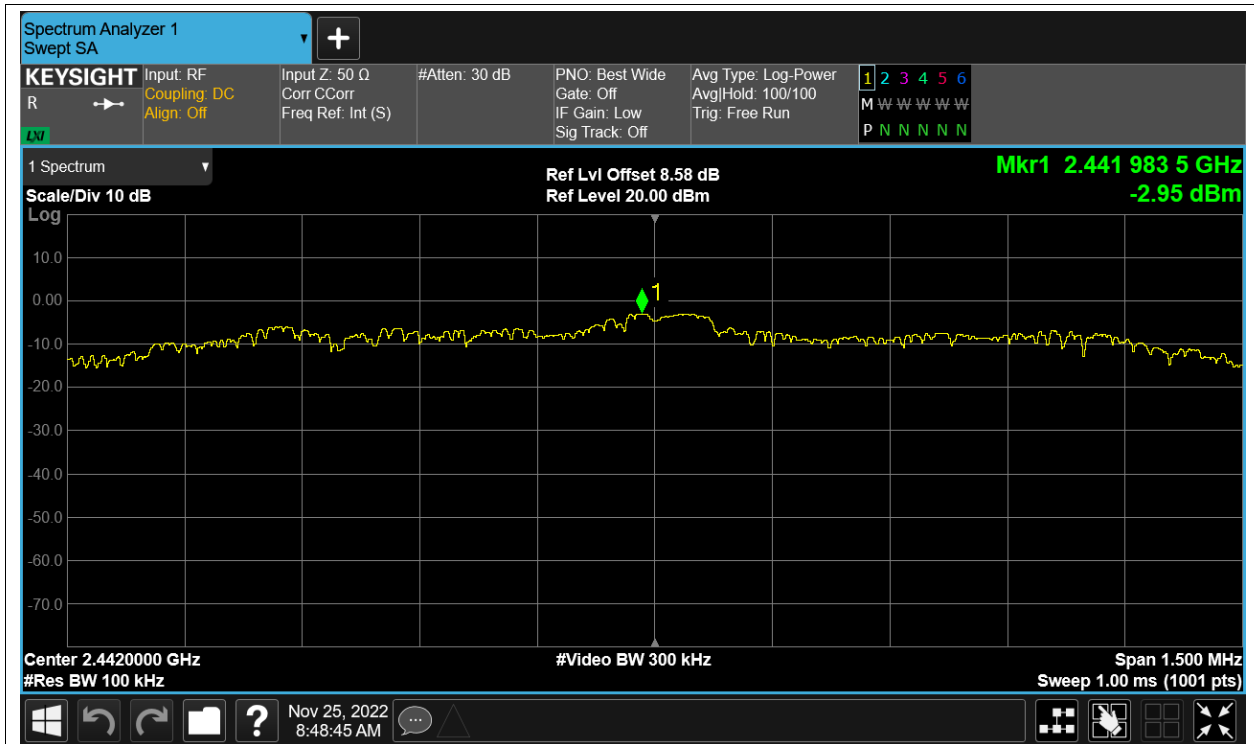 Spectrum Analyzer 1
Swept SA
+
KEYSIGHT
R
LXI
Input: RF
Coupling: DC
Align: Off
Input Z: 50 Ω
Corr CCorr
Freq Ref: Int (S)
#Atten: 30 dB
PNO: Best Wide
Gate: Off
IF Gain: Low
Sig Track: Off
Avg Type: Log-Power
Avg|Hold: 100/100
Trig: Free Run
1 2 3 4 5 6
M W W W W W
P N N N N N
1 Spectrum
Scale/Div 10 dB
Ref Lvl Offset 8.58 dB
Ref Level 20.00 dBm
Mkr1 2.441 983 5 GHz
-2.95 dBm
Log
10.0
0.00
-10.0
-20.0
-30.0
-40.0
-50.0
-60.0
-70.0
1
Center 2.4420000 GHz
#Res BW 100 kHz
#Video BW 300 kHz
Span 1.500 MHz
Sweep 1.00 ms (1001 pts)
?
Nov 25, 2022
8:48:45 AM